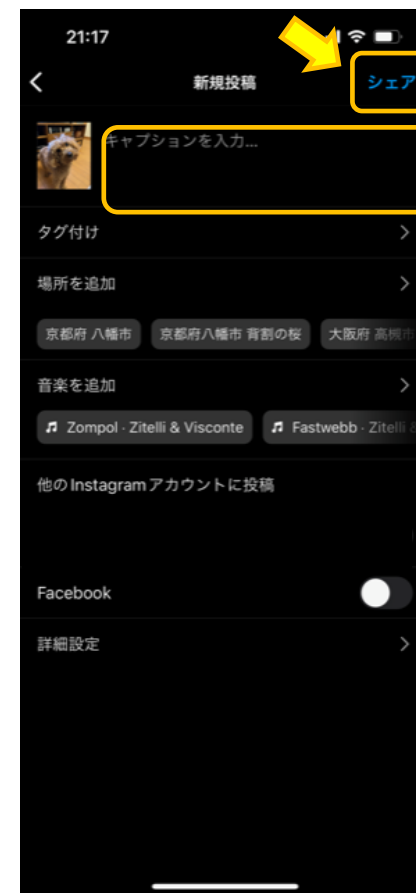 21:17
新規投稿
シェア
キャプションを入力...
タグ付け
場所を追加
京都府 八幡市
京都府八幡市 背割の桜
大阪府 高槻市
音楽を追加
Zompol · Zitelli & Visconte
Fastwebb · Zitelli &
他のInstagramアカウントに投稿
Facebook
詳細設定